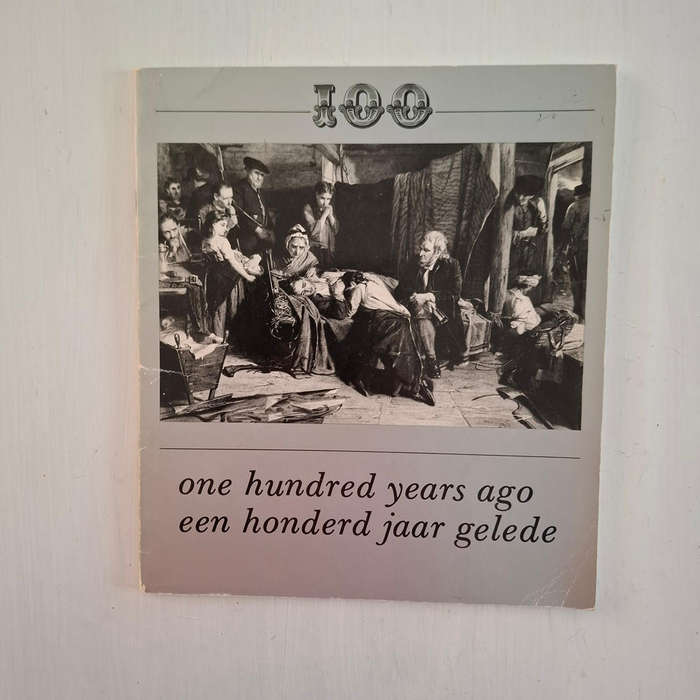 100
one hundred years ago
een honderd jaar gelede